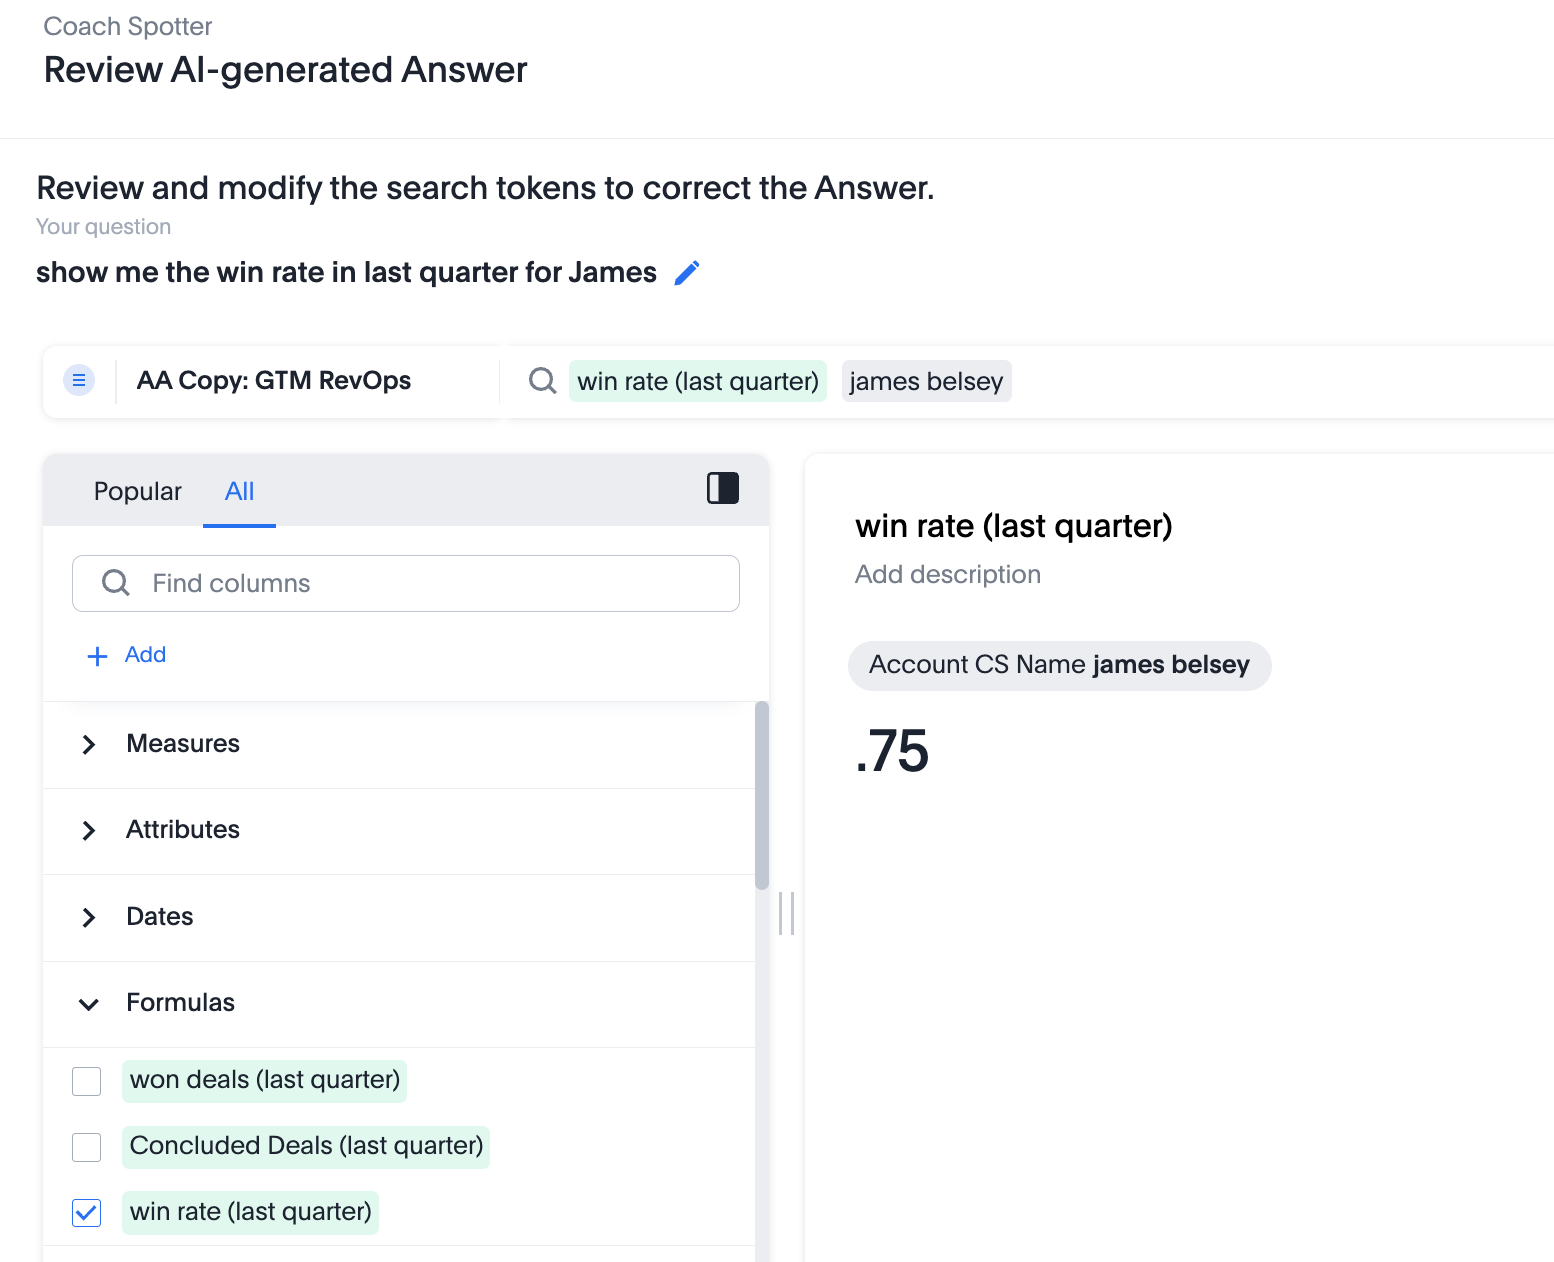 Coach Spotter
Review AI-generated Answer
Review and modify the search tokens to correct the Answer.
Your question
show me the win rate in last quarter for James
AA Copy: GTM RevOps
win rate (last quarter) james belsey
Popular All
Find columns
+ Add
Measures
Attributes
Dates
Formulas
won deals (last quarter)
Concluded Deals (last quarter)
win rate (last quarter)
win rate (last quarter)
Add description
Account CS Name james belsey
.75